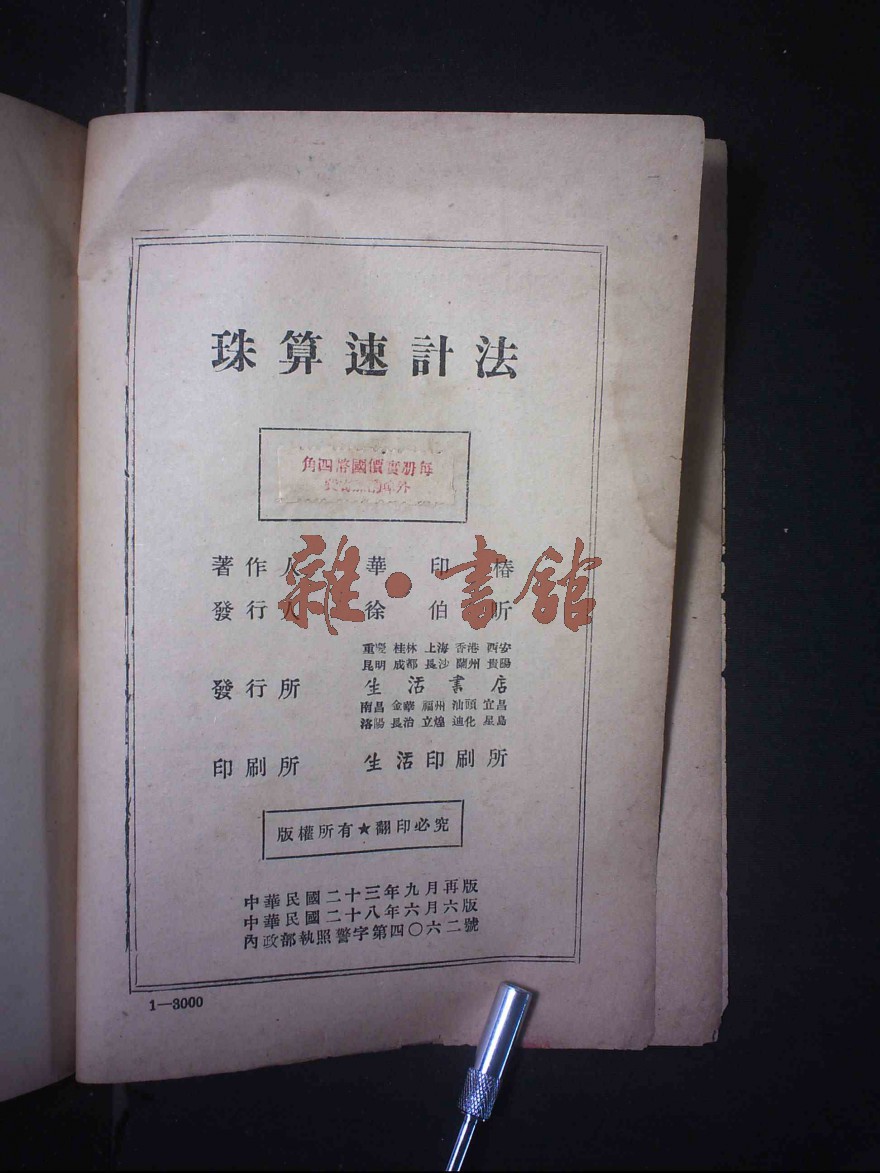 珠算速計法
每册實價國幣四角
著作人 華印椿
發行人 徐伯昕
重慶 桂林 上海 香港 西安
昆明 成都 長沙 蘭州 貴陽
發行所 生活書店
南昌 金華 福州 汕頭 宜昌
洛陽 長治 立煌 迪化 星島
印刷所 生活印刷所
版權所有★翻印必究
中華民國二十三年九月再版
中華民國二十八年六月六版
內政部執照警字第四〇六二號
1—3000
雜·書館